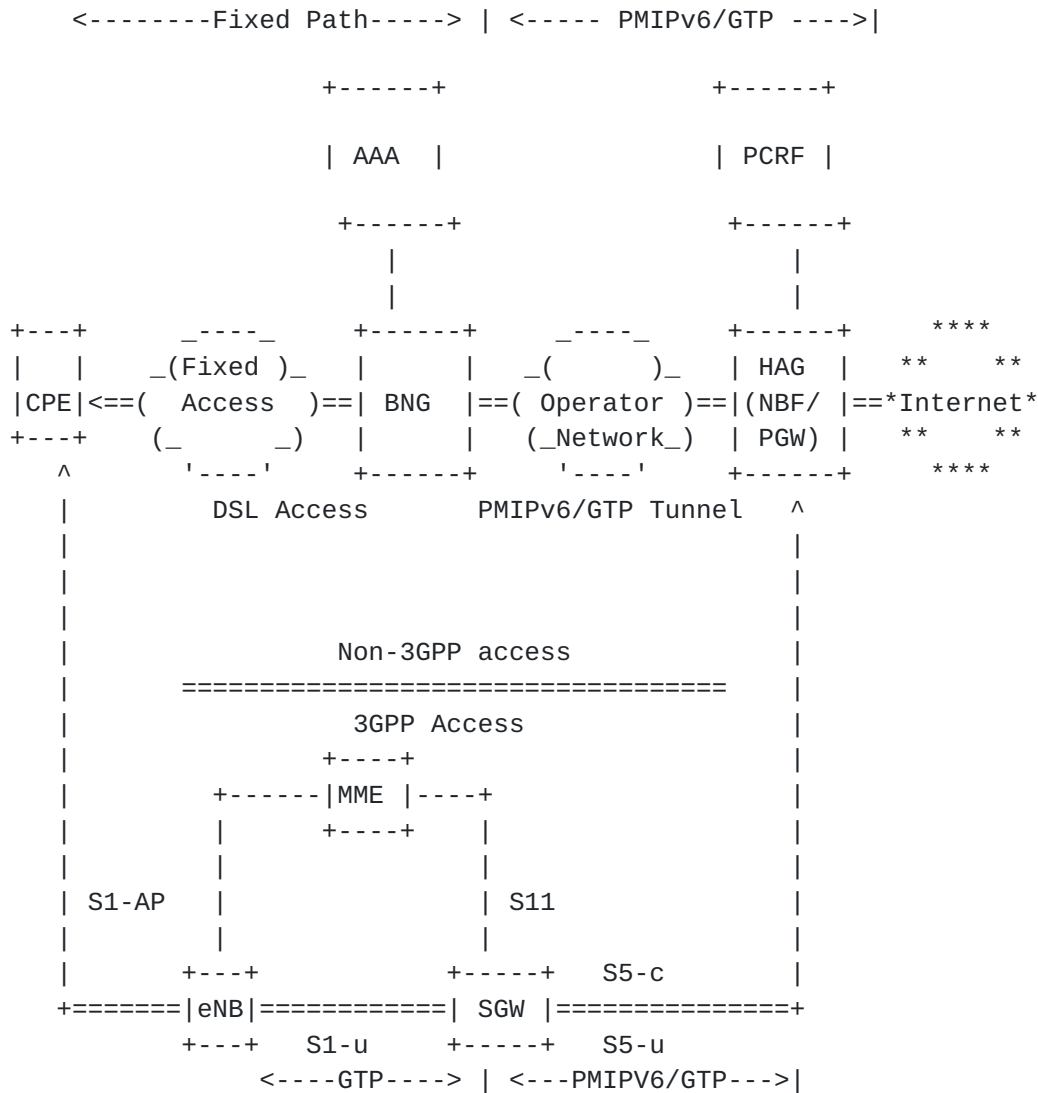 <--------Fixed Path-----> | <----- PMIPv6/GTP ---->|
+------+ +------+
| AAA | | PCRF |
+------+ +------+
| |
| |
+---+ _----_ +------+ _----_ +------+ ****
| | _(Fixed )_ | | _( )_ | HAG | ** **
|CPE|<==( Access )==| BNG |==( Operator )==|(NBF/ |==*Internet*
+---+ (_ _) | | (_Network_) | PGW) | ** **
^ '----' +------+ '----' +------+ ****
| DSL Access PMIPv6/GTP Tunnel ^
| |
| |
| |
| Non-3GPP access |
| =================================== |
| 3GPP Access |
| +----+ |
| +------|MME |----+ |
| | +----+ | |
| | | |
| S1-AP | | S11 |
| | | |
| +---+ +-----+ S5-c |
+=======|eNB|============| SGW |===============+
+---+ S1-u +-----+ S5-u
<----GTP----> | <---PMIPV6/GTP--->|